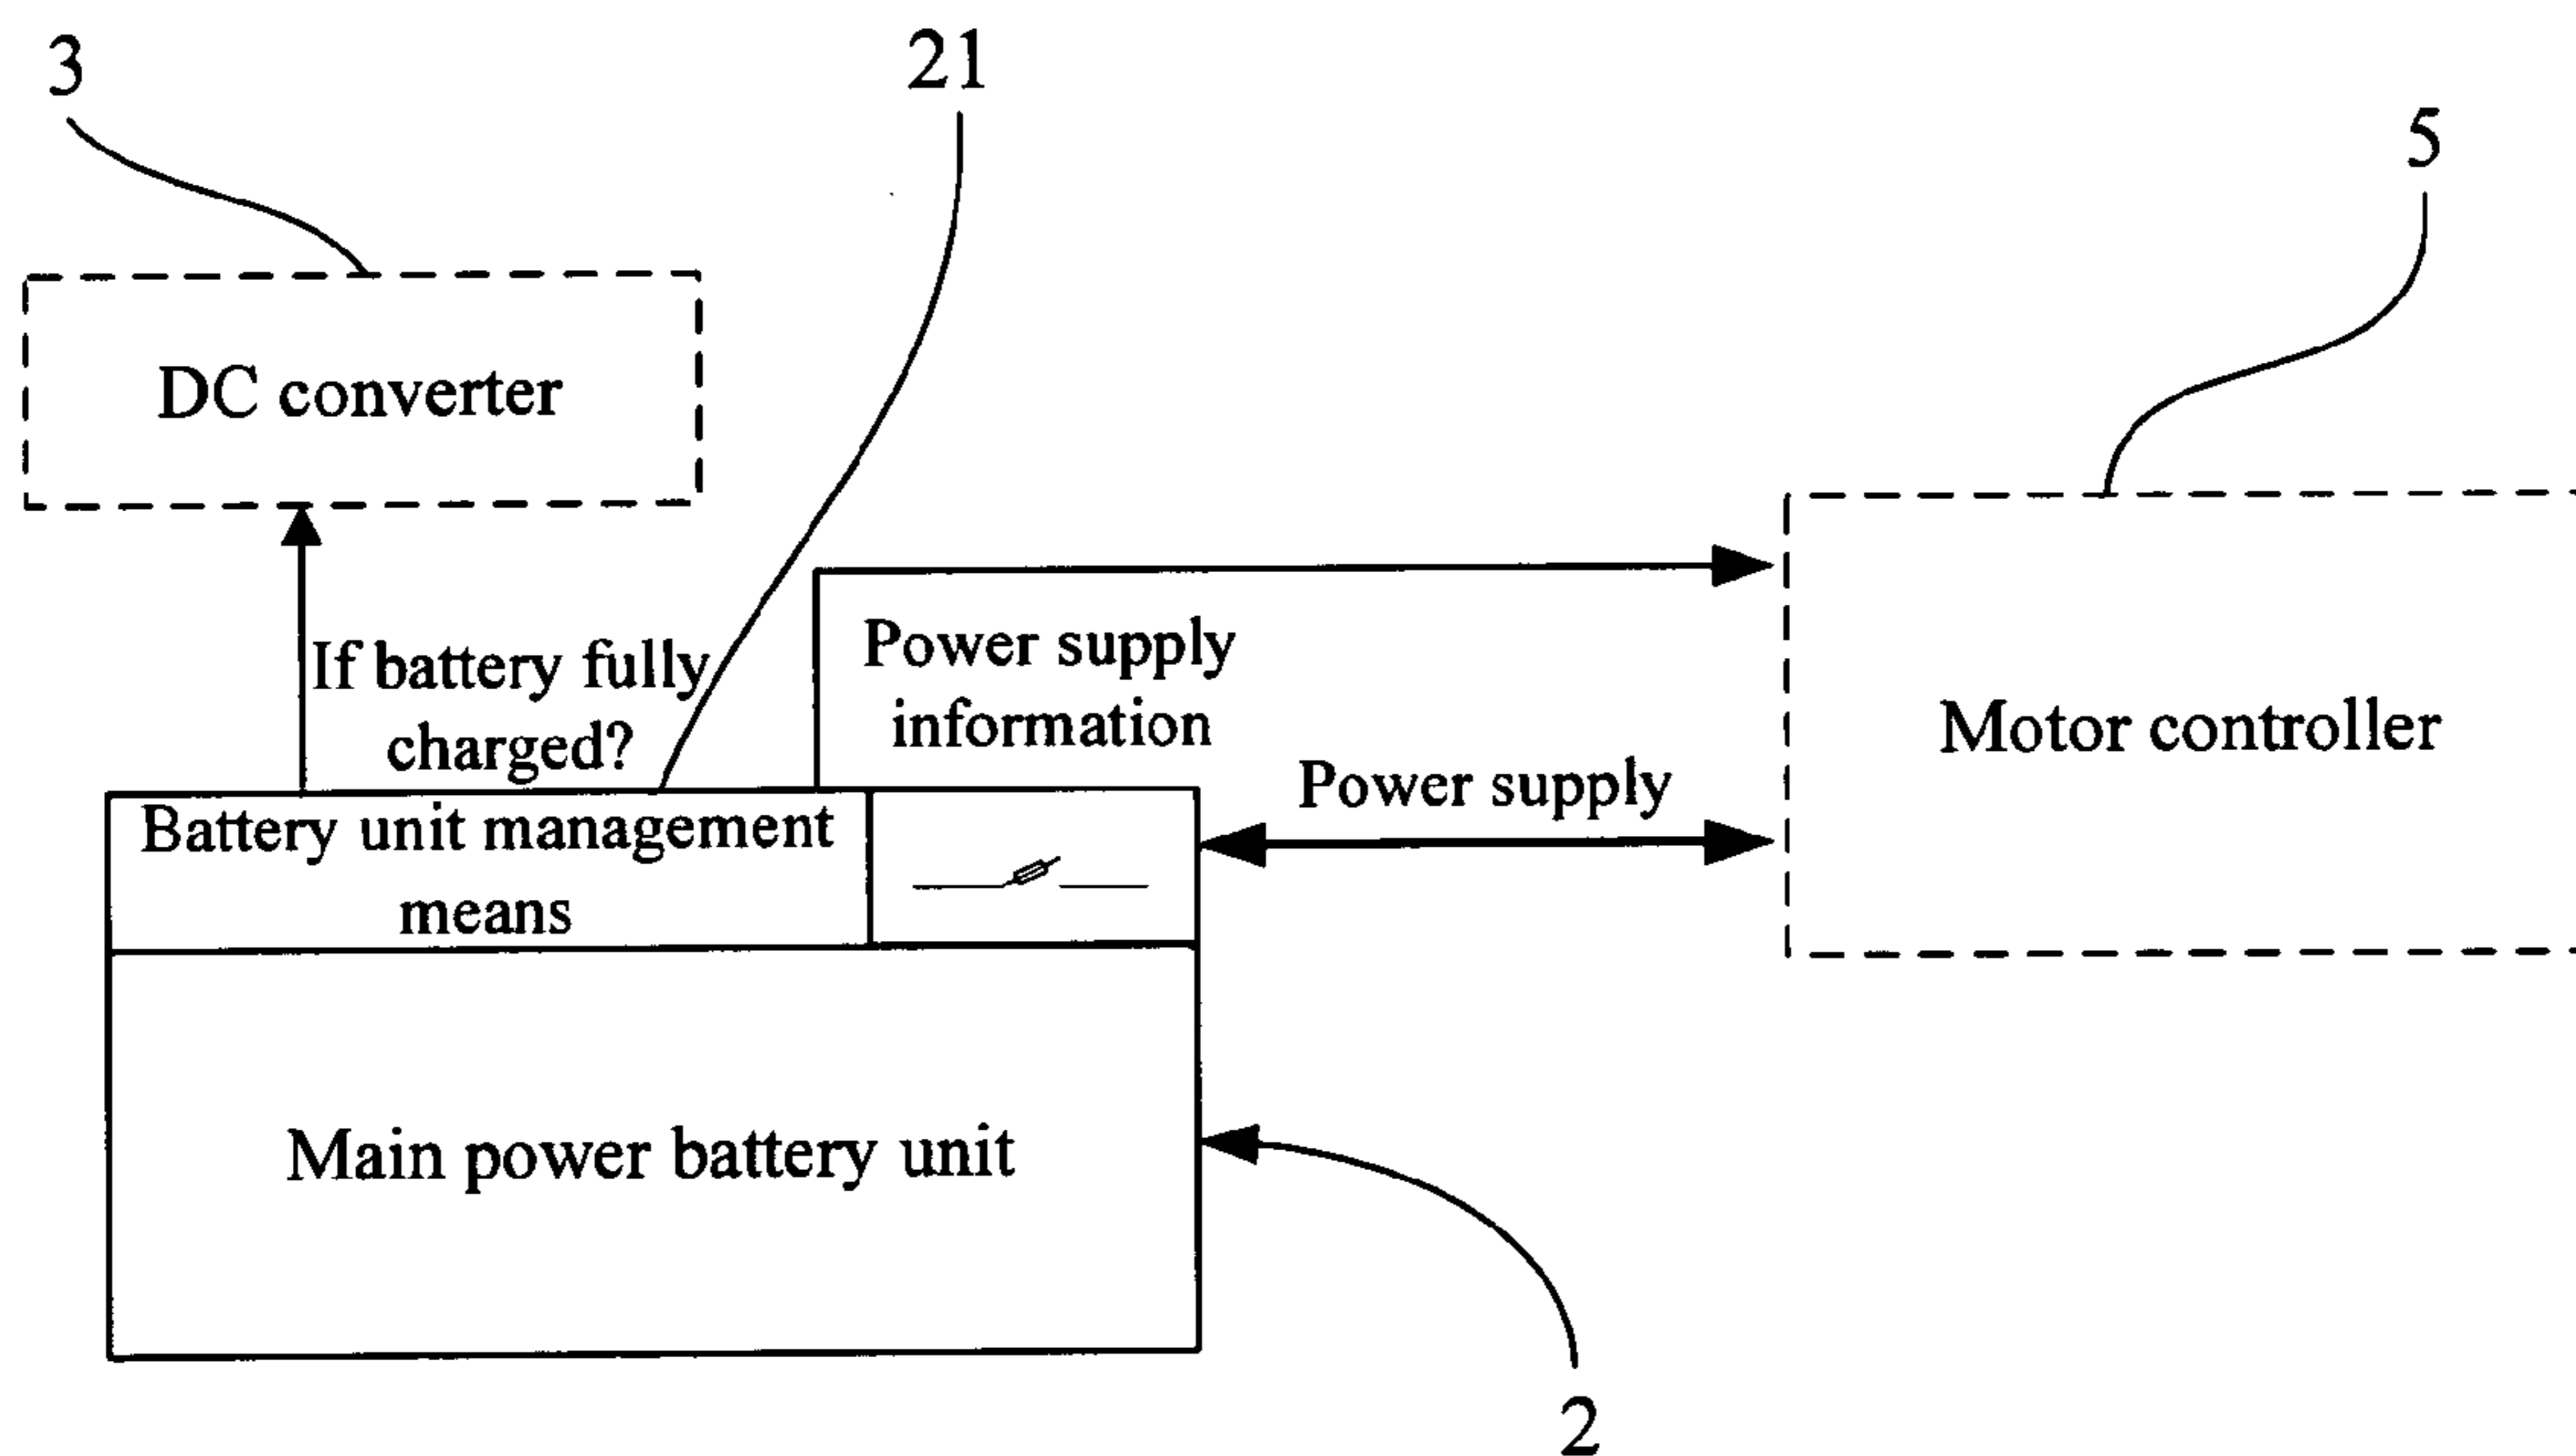 3
21
5
DC converter
If battery fully
charged?
Power supply
information
Motor controller
Power supply
Battery unit management
means
Main power battery unit
2